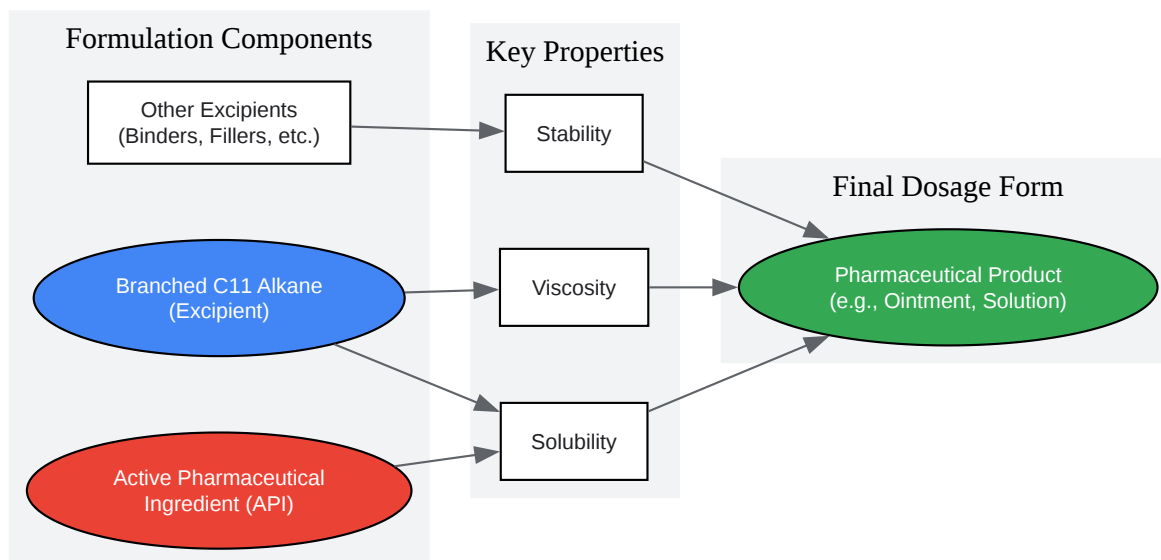 Formulation Components
Other Excipients
(Binders, Fillers, etc.)
Branched C11 Alkane
(Excipient)
Active Pharmaceutical
Ingredient (API)
Key Properties
Stability
Viscosity
Solubility
Final Dosage Form
Pharmaceutical Product
(e.g., Ointment, Solution)